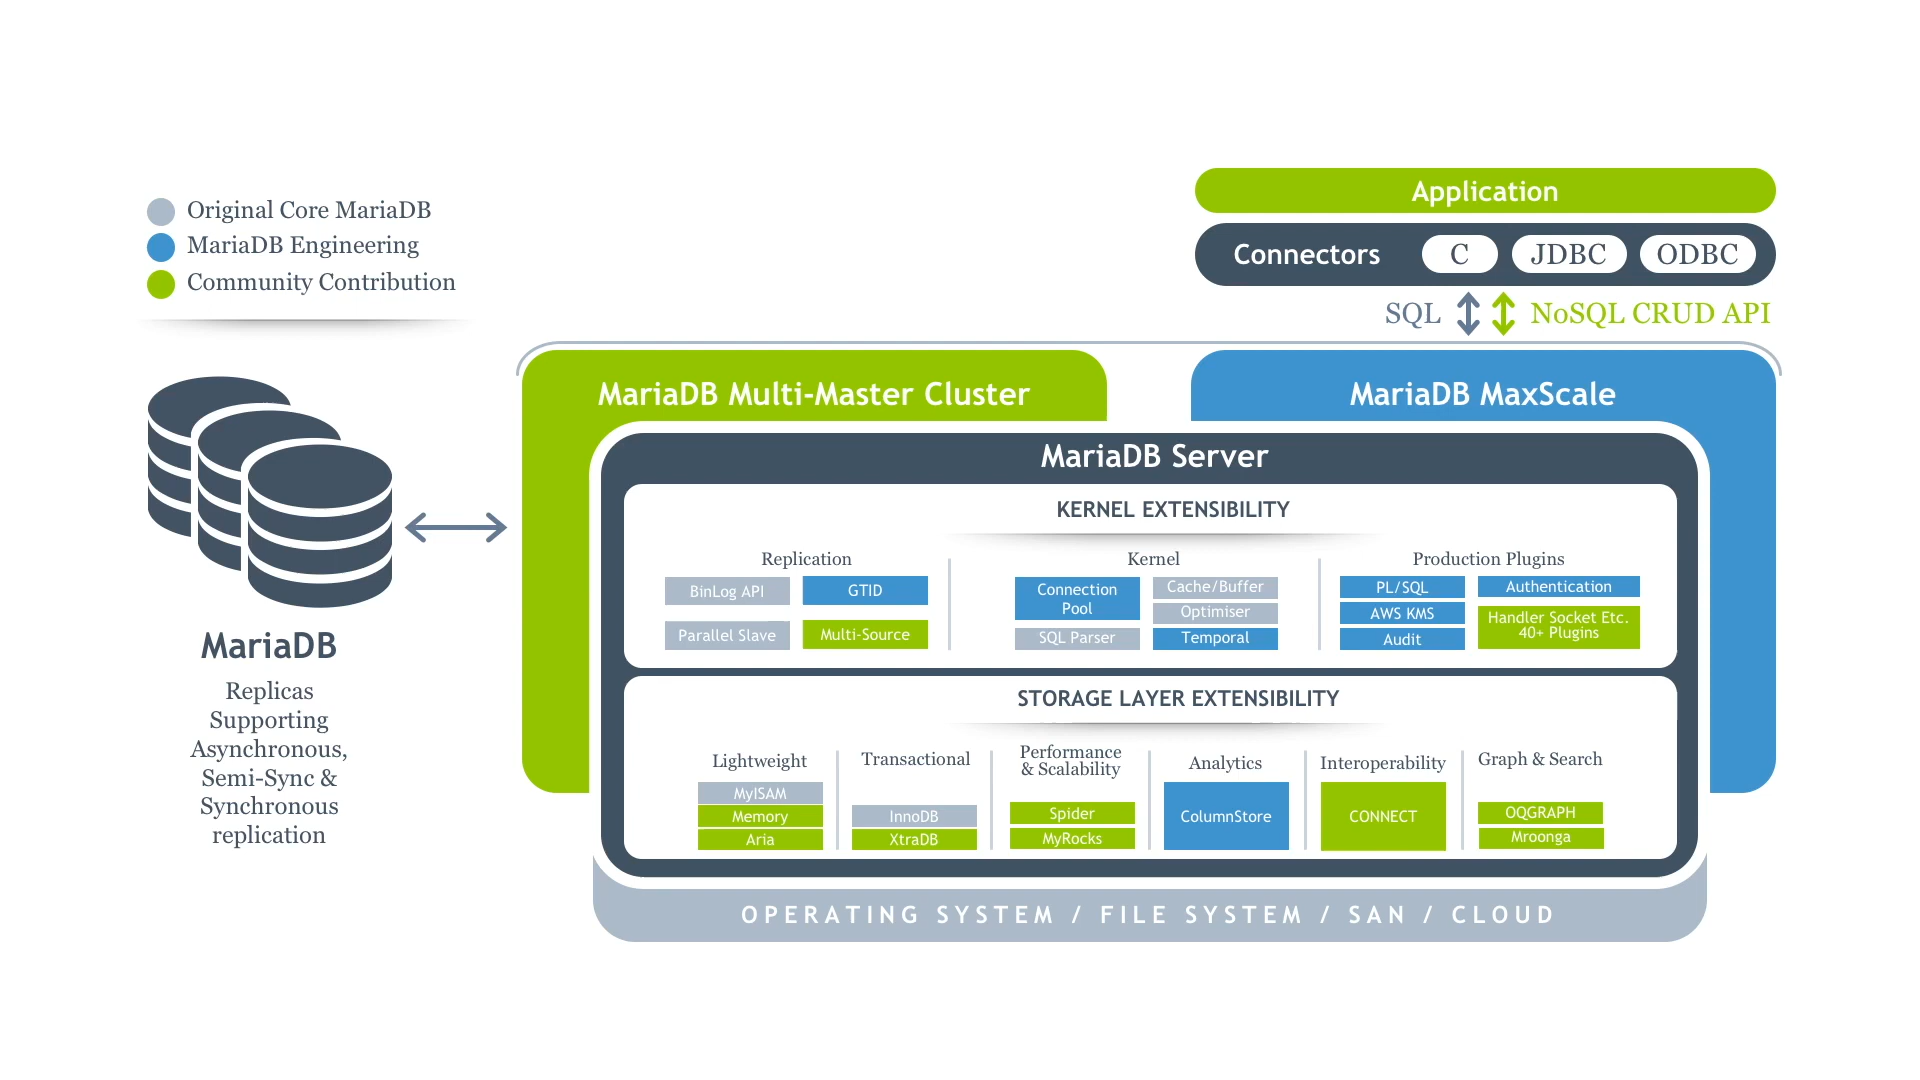 Original Core MariaDB
MariaDB Engineering
Community Contribution
MariaDB
Replicas
Supporting
Asynchronous,
Semi-Sync &
Synchronous
replication
Application
Connectors
C
JDBC
ODBC
SQL
NoSQL CRUD API
MariaDB Multi-Master Cluster
MariaDB MaxScale
MariaDB Server
KERNEL EXTENSIBILITY
Replication
BinLog API
GTID
Parallel Slave
Multi-Source
Kernel
Connection
Pool
Cache/Buffer
Optimiser
SQL Parser
Temporal
Production Plugins
PL/SQL
Authentication
AWS KMS
Audit
Handler Socket Etc.
40+ Plugins
STORAGE LAYER EXTENSIBILITY
Lightweight
MyISAM
Memory
Aria
Transactional
InnoDB
XtraDB
Performance
& Scalability
Spider
MyRocks
Analytics
ColumnStore
Interoperability
CONNECT
Graph & Search
OQGRAPH
Mroonga
OPERATING SYSTEM / FILE SYSTEM / SAN / CLOUD